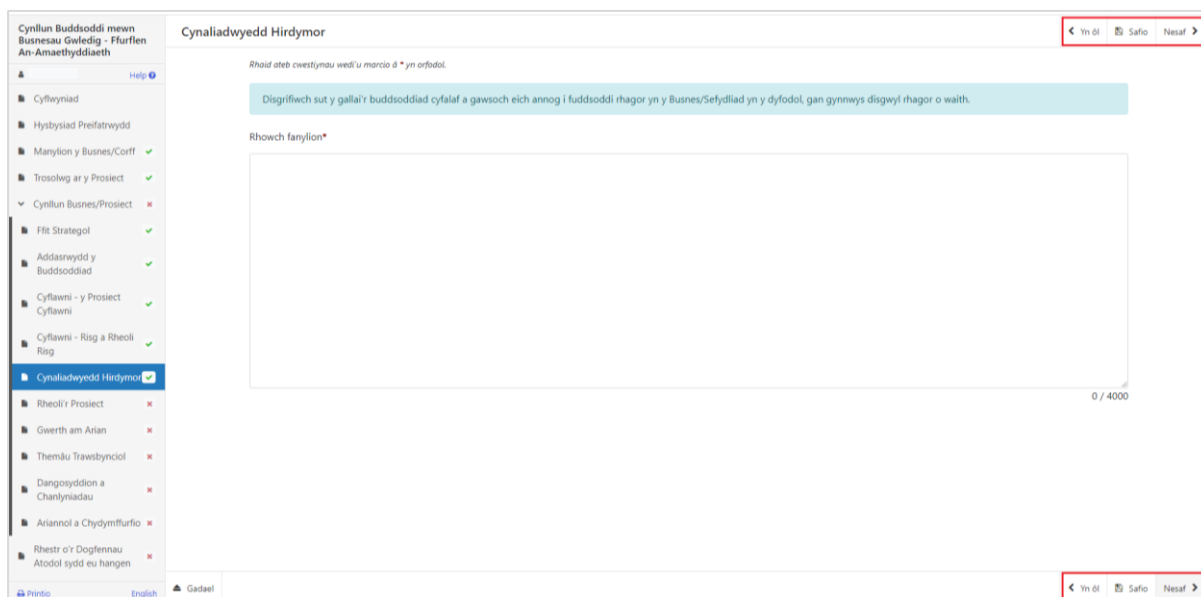 Cynllun Buddsoddi mewn
Busnesau Gwledig - Ffurflen
An-Amaethyddiaeth
Help
Cyflwyniad
Hysbysiad Preifatrwydd
Manylion y Busnes/Corff
Trosolwg ar y Prosiect
Cynllun Busnes/Prosiect
Ffit Strategol
Addasrwydd y
Buddsoddiad
Cyflawni - y Prosiect
Cyflawni
Cyflawni - Risg a Rheoli
Risg
Cynaliadwyedd Hirdymor
Rheoli'r Prosiect
Gwerth am Arian
Themâu Trawsbynciol
Dangosyddion a
Chanlyniadau
Ariannol a Chydymffurfio
Rhestr o'r Dogfennau
Atodol sydd eu hangen
Printio English
Cynaliadwyedd Hirdymor
Yn ôl Safio Nesaf
Rhaid ateb cwestiynau wedi'u marcio â * yn orfodol.
Disgrifiwch sut y gallai'r buddsoddiad cyfalaf a gawsoch eich annog i fuddsoddi rhagor yn y Busnes/Sefydliad yn y dyfodol, gan gynnwys disgwyl rhagor o waith.
Rhowch fanylion*
0 / 4000
Gadael
Yn ôl Safio Nesaf